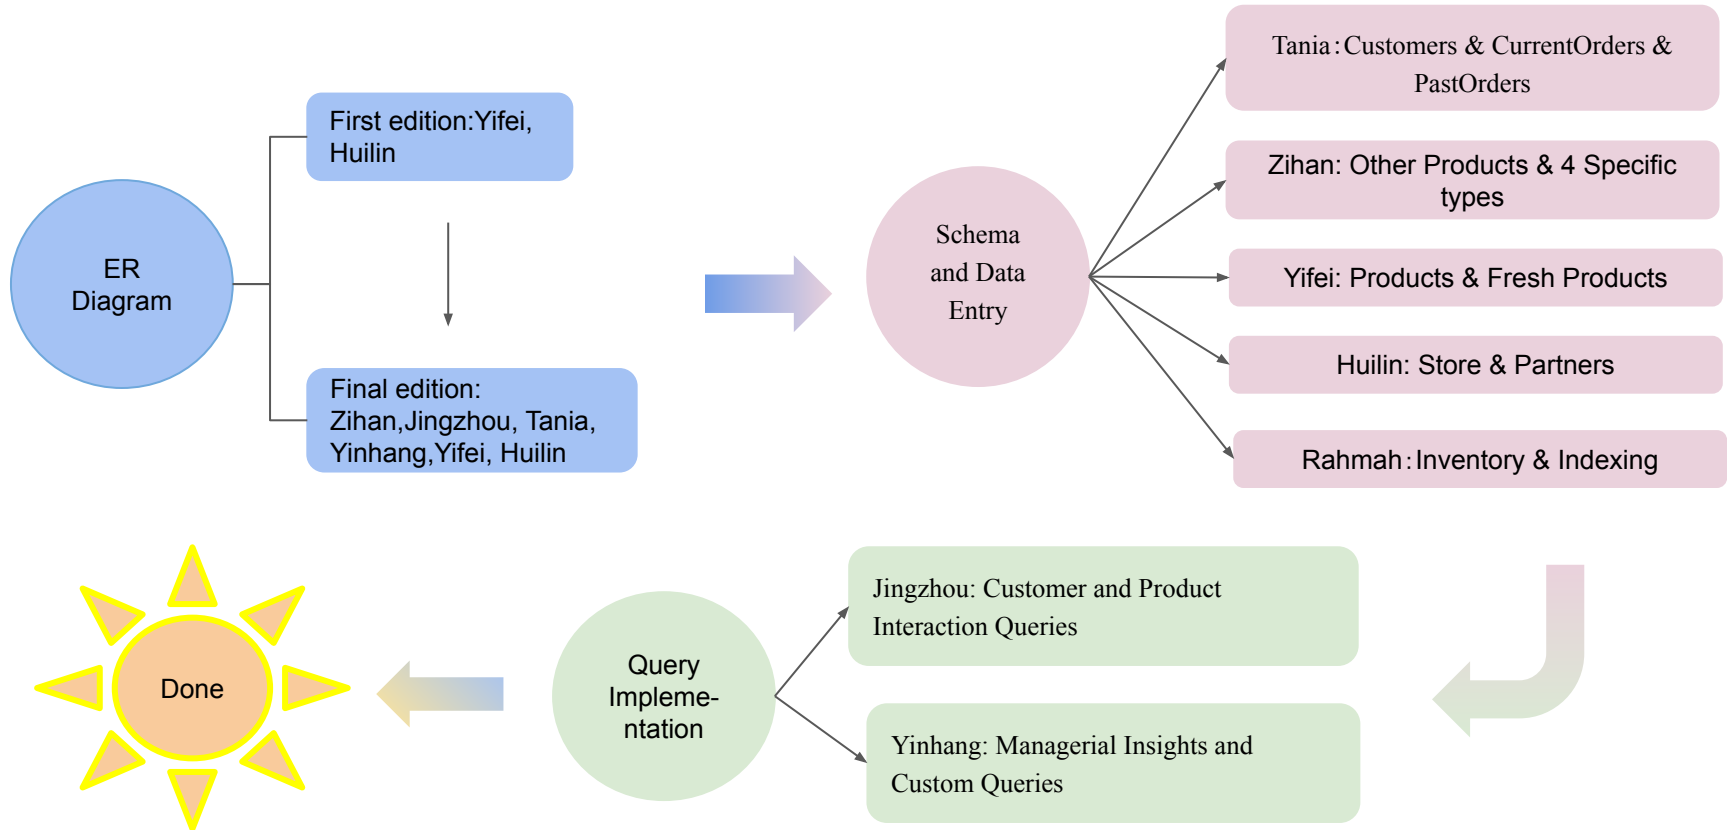 First edition:Yifei,
Huilin
ER
Diagram
Final edition:
Zihan,Jingzhou, Tania,
Yinhang,Yifei, Huilin
Schema
and Data
Entry
Tania: Customers & CurrentOrders &
PastOrders
Zihan: Other Products & 4 Specific
types
Yifei: Products & Fresh Products
Huilin: Store & Partners
Rahmah: Inventory & Indexing
Jingzhou: Customer and Product
Interaction Queries
Query
Impleme-
ntation
Yinhang: Managerial Insights and
Custom Queries
Done